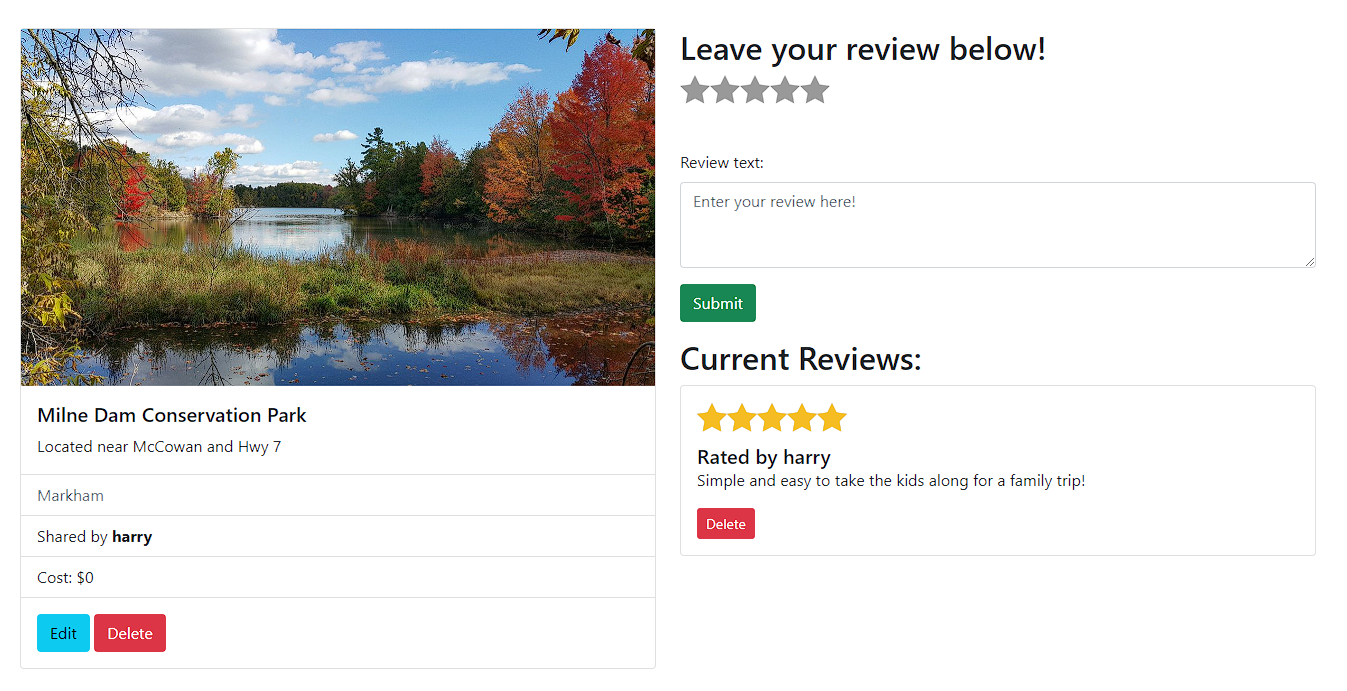 Milne Dam Conservation Park
Located near McCowan and Hwy 7
Markham
Shared by harry
Cost: $0
Edit Delete
Leave your review below!
Review text:
Enter your review here!
Submit
Current Reviews:
Rated by harry
Simple and easy to take the kids along for a family trip!
Delete